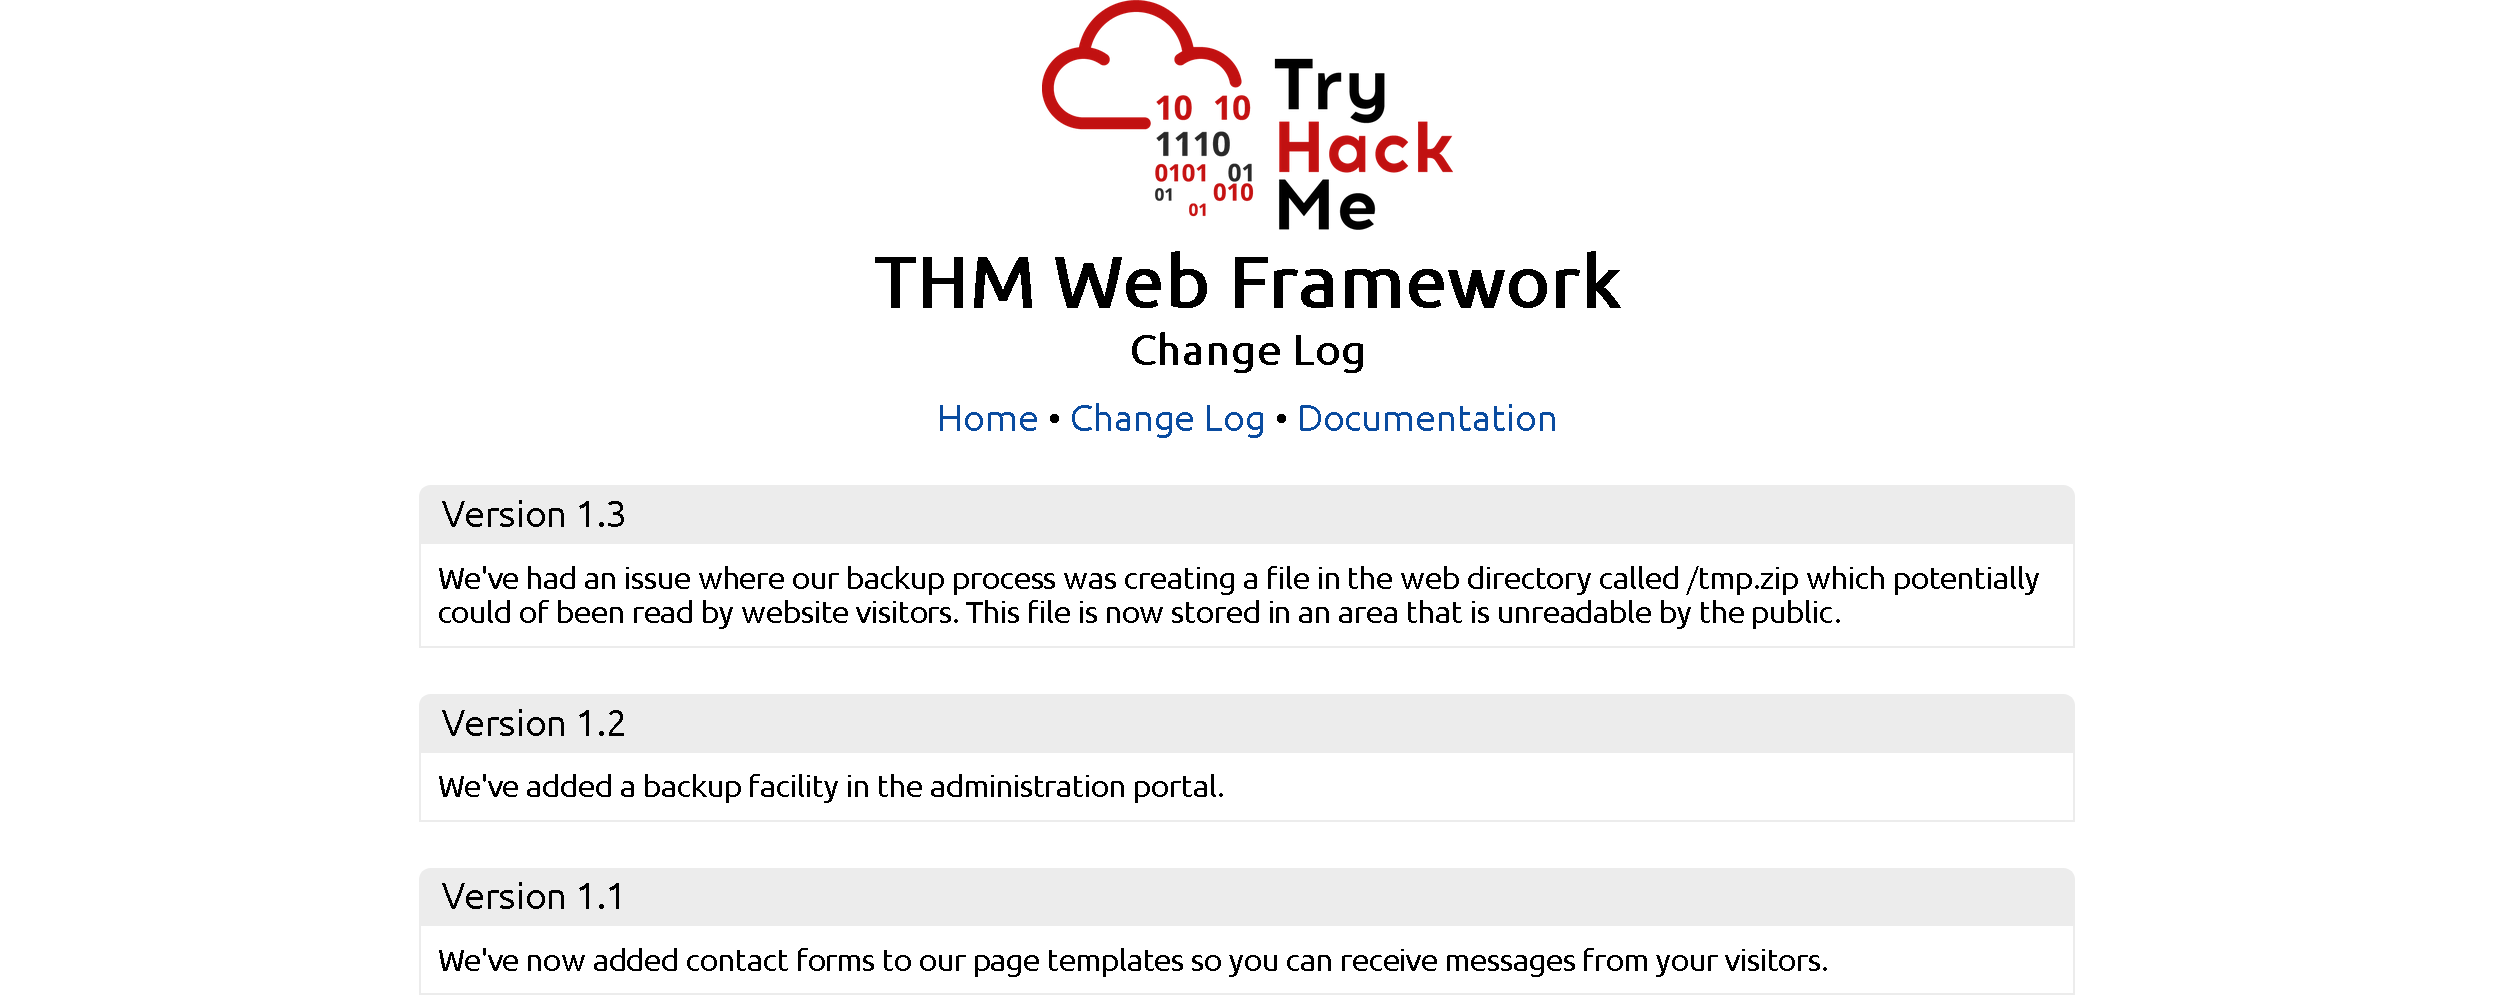 10 10
1110
0101 01
01 010
01
Try
Hack
Me
THM Web Framework
Change Log
Home • Change Log • Documentation
Version 1.3
We've had an issue where our backup process was creating a file in the web directory called /tmp.zip which potentially
could of been read by website visitors. This file is now stored in an area that is unreadable by the public.
Version 1.2
We've added a backup facility in the administration portal.
Version 1.1
We've now added contact forms to our page templates so you can receive messages from your visitors.